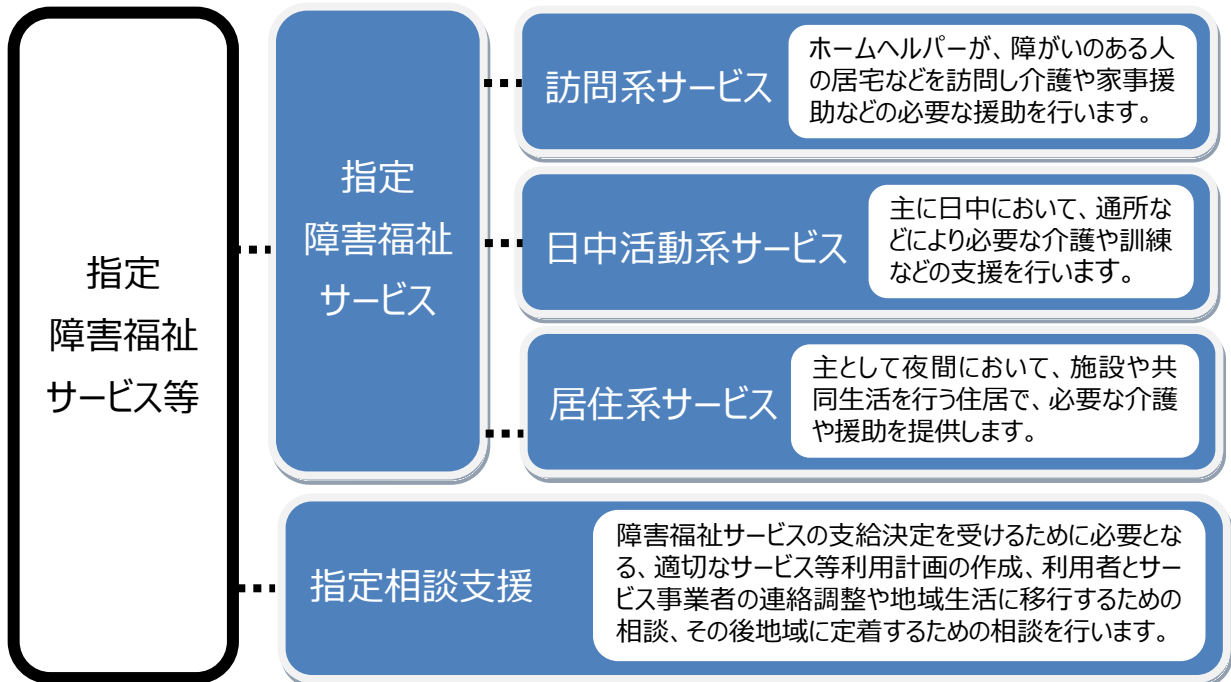 指定
障害福祉
サービス等
指定
障害福祉
サービス
訪問系サービス
ホームヘルパーが、障がいのある人
の居宅などを訪問し介護や家事援
助などの必要な援助を行います。
日中活動系サービス
主に日中において、通所な
どにより必要な介護や訓練
などの支援を行います。
居住系サービス
主として夜間において、施設や共
同生活を行う住居で、必要な介護
や援助を提供します。
指定相談支援
障害福祉サービスの支給決定を受けるために必要とな
る、適切なサービス等利用計画の作成、利用者とサー
ビス事業者の連絡調整や地域生活に移行するための
相談、その後地域に定着するための相談を行います。